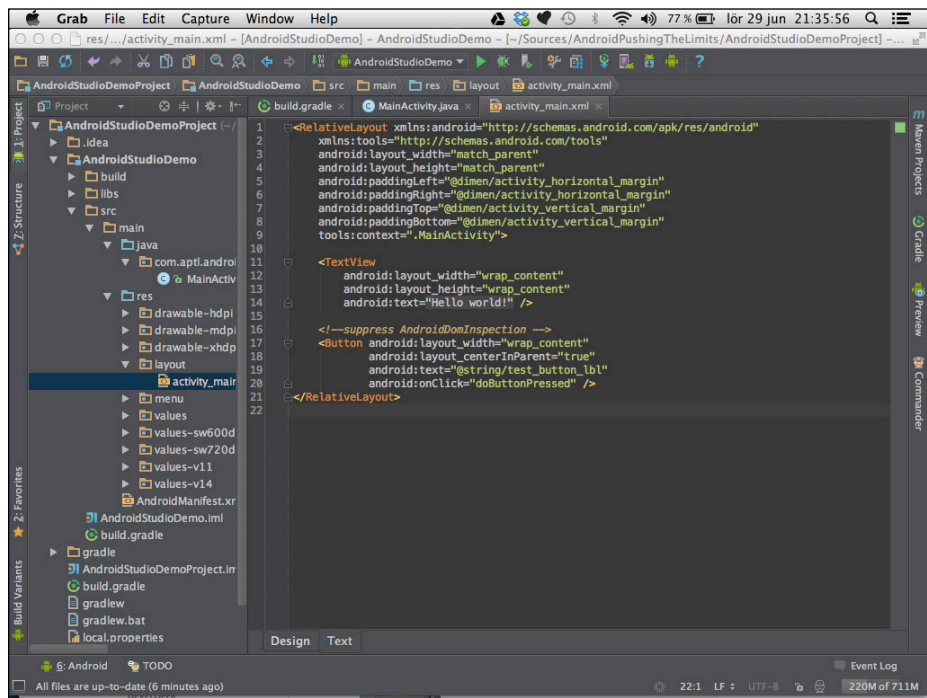 Grab File Edit Capture Window Help 77% lör 29 jun 21:35:56
res/.../activity_main.xml - [AndroidStudioDemo] - AndroidStudioDemo - [~/Sources/AndroidPushingTheLimits/AndroidStudioDemoProject] -...
AndroidStudioDemo
AndroidStudioDemoProject AndroidStudioDemo src main res layout activity_main.xml
1: Project
Z: Structure
2: Favorites
Build Variants
Project
AndroidStudioDemoProject (~/
.idea
AndroidStudioDemo
build
libs
src
main
java
com.aptl.androi
MainActiv
res
drawable-hdpi
drawable-mdpi
drawable-xhdp
layout
activity_mair
menu
values
values-sw600d
values-sw720d
values-v11
values-v14
AndroidManifest.xr
AndroidStudioDemo.iml
build.gradle
gradle
AndroidStudioDemoProject.im
build.gradle
gradlew
gradlew.bat
local.properties
build.gradle MainActivity.java activity_main.xml
1 <RelativeLayout xmlns:android="http://schemas.android.com/apk/res/android"
2 xmlns:tools="http://schemas.android.com/tools"
3 android:layout_width="match_parent"
4 android:layout_height="match_parent"
5 android:paddingLeft="@dimen/activity_horizontal_margin"
6 android:paddingRight="@dimen/activity_horizontal_margin"
7 android:paddingTop="@dimen/activity_vertical_margin"
8 android:paddingBottom="@dimen/activity_vertical_margin"
9 tools:context=".MainActivity">
10
11 <TextView
12 android:layout_width="wrap_content"
13 android:layout_height="wrap_content"
14 android:text="Hello world!" />
15
16 <!--suppress AndroidDomInspection -->
17 <Button android:layout_width="wrap_content"
18 android:layout_centerInParent="true"
19 android:text="@string/test_button_lbl"
20 android:onClick="doButtonPressed" />
21 </RelativeLayout>
22
Design Text
Maven Projects
Gradle
Preview
Commander
6: Android TODO Event Log
All files are up-to-date (6 minutes ago) 22:1 LF UTF-8 220M of 711M